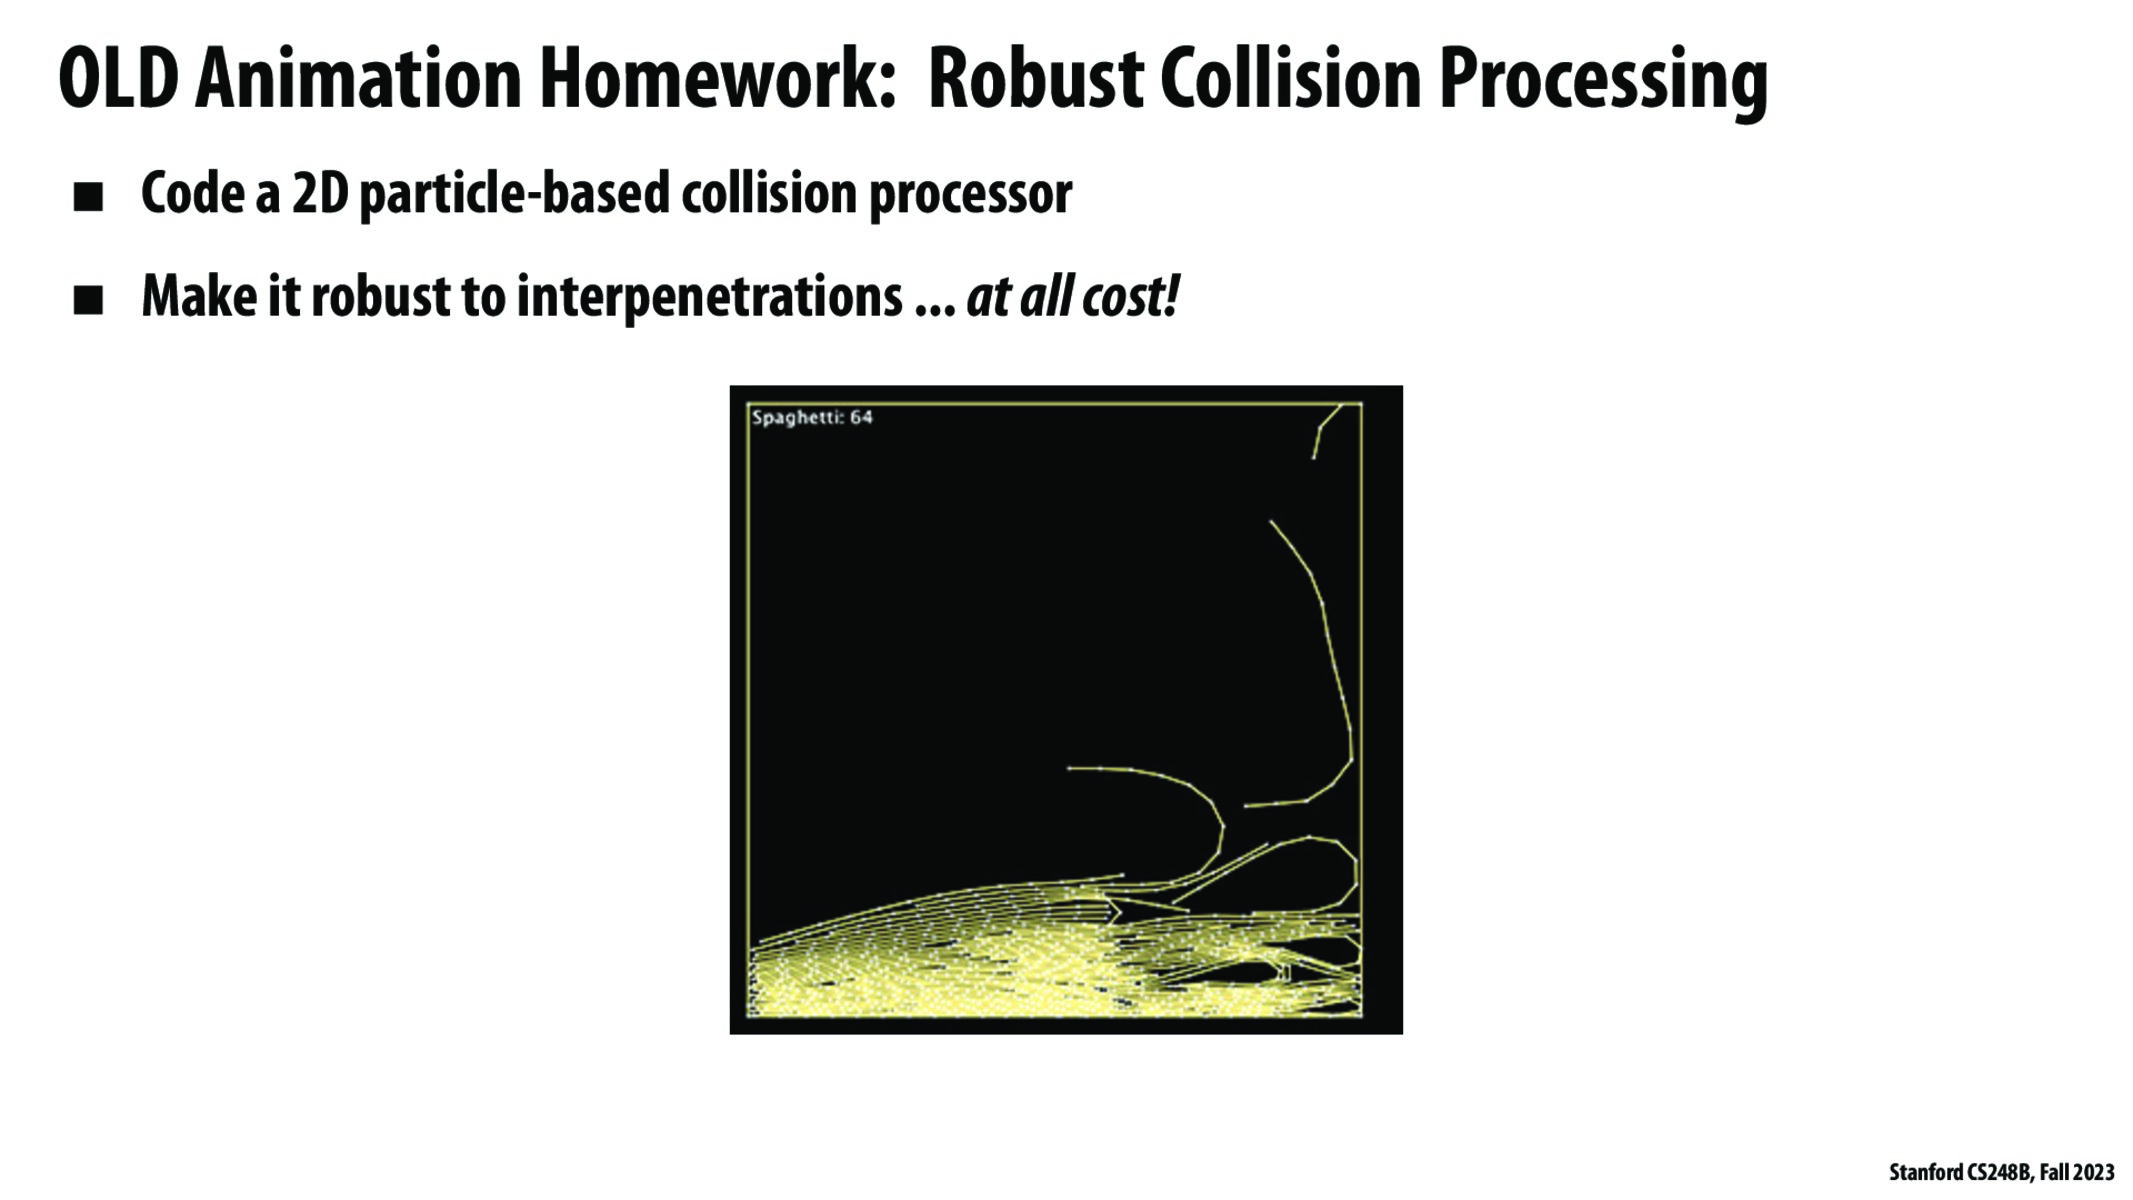 OLD Animation Homework: Robust Collision Processing
■ Code a 2D particle-based collision processor
■ Make it robust to interpenetrations ... at all cost!
Spaghetti: 64
Stanford CS248B, Fall 2023